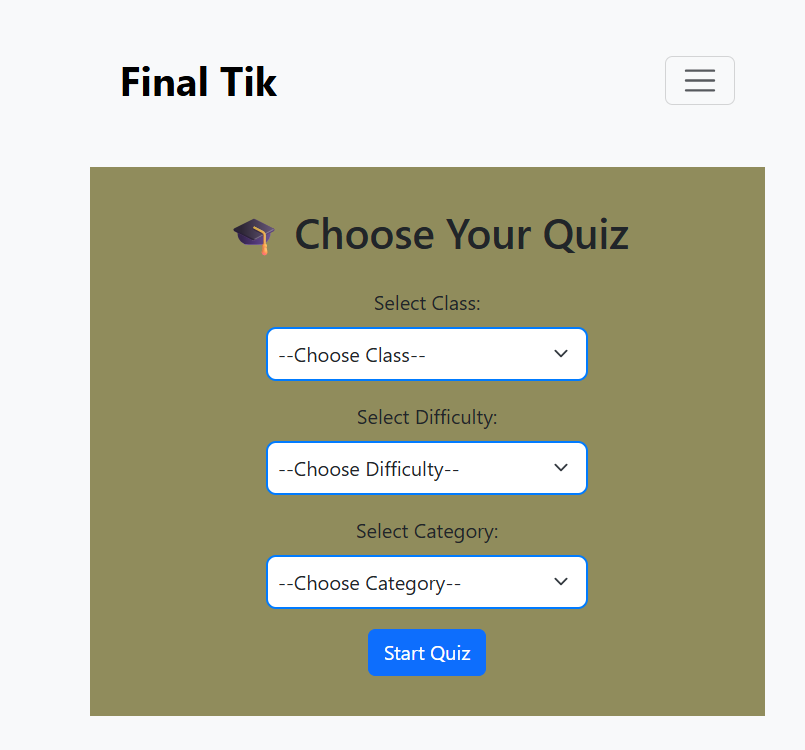 Final Tik
🎓 Choose Your Quiz
Select Class:
--Choose Class--
Select Difficulty:
--Choose Difficulty--
Select Category:
--Choose Category--
Start Quiz